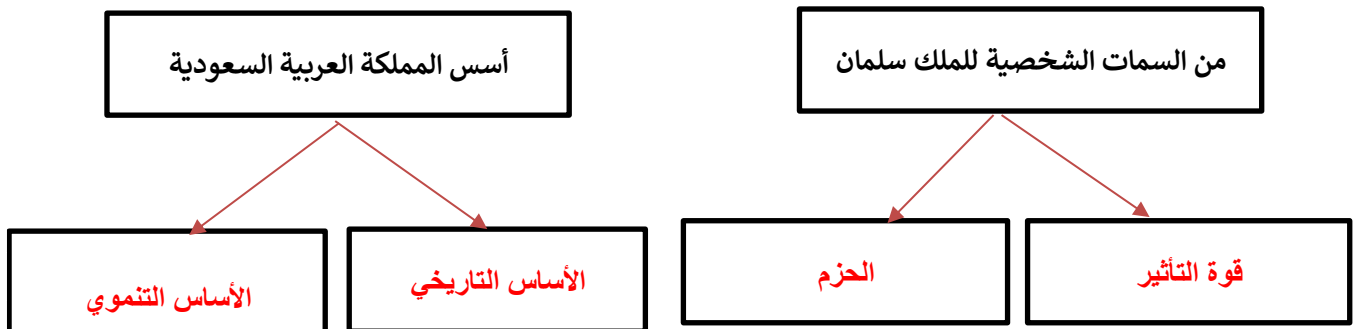 من السمات الشخصية للملك سلمان
قوة التأثير
الحزم
أسس المملكة العربية السعودية
الأساس التاريخي
الأساس التنموي